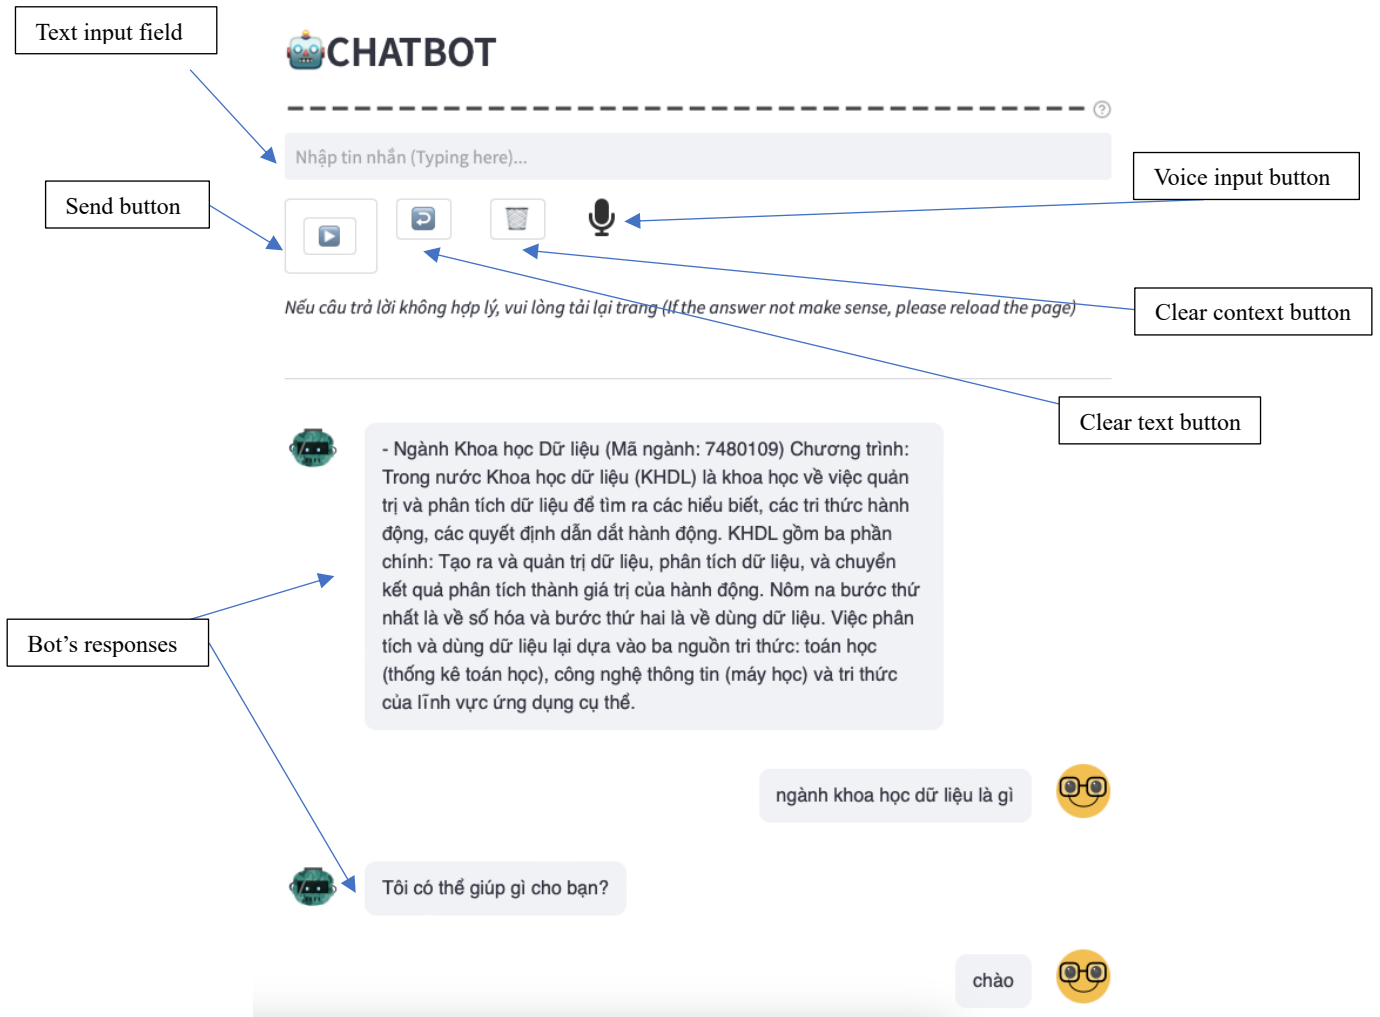 Text input field
CHATBOT
Nhập tin nhắn (Typing here)...
Voice input button
Send button
Nếu câu trả lời không hợp lý, vui lòng tải lại trang (If the answer not make sense, please reload the page)
Clear context button
Clear text button
- Ngành Khoa học Dữ liệu (Mã ngành: 7480109) Chương trình:
Trong nước Khoa học dữ liệu (KHDL) là khoa học về việc quản
trị và phân tích dữ liệu để tìm ra các hiểu biết, các tri thức hành
động, các quyết định dẫn dắt hành động. KHDL gồm ba phần
chính: Tạo ra và quản trị dữ liệu, phân tích dữ liệu, và chuyển
kết quả phân tích thành giá trị của hành động. Nôm na bước thứ
nhất là về số hóa và bước thứ hai là về dùng dữ liệu. Việc phân
tích và dùng dữ liệu lại dựa vào ba nguồn tri thức: toán học
(thống kê toán học), công nghệ thông tin (máy học) và tri thức
của lĩnh vực ứng dụng cụ thể.
Bot’s responses
ngành khoa học dữ liệu là gì
Tôi có thể giúp gì cho bạn?
chào